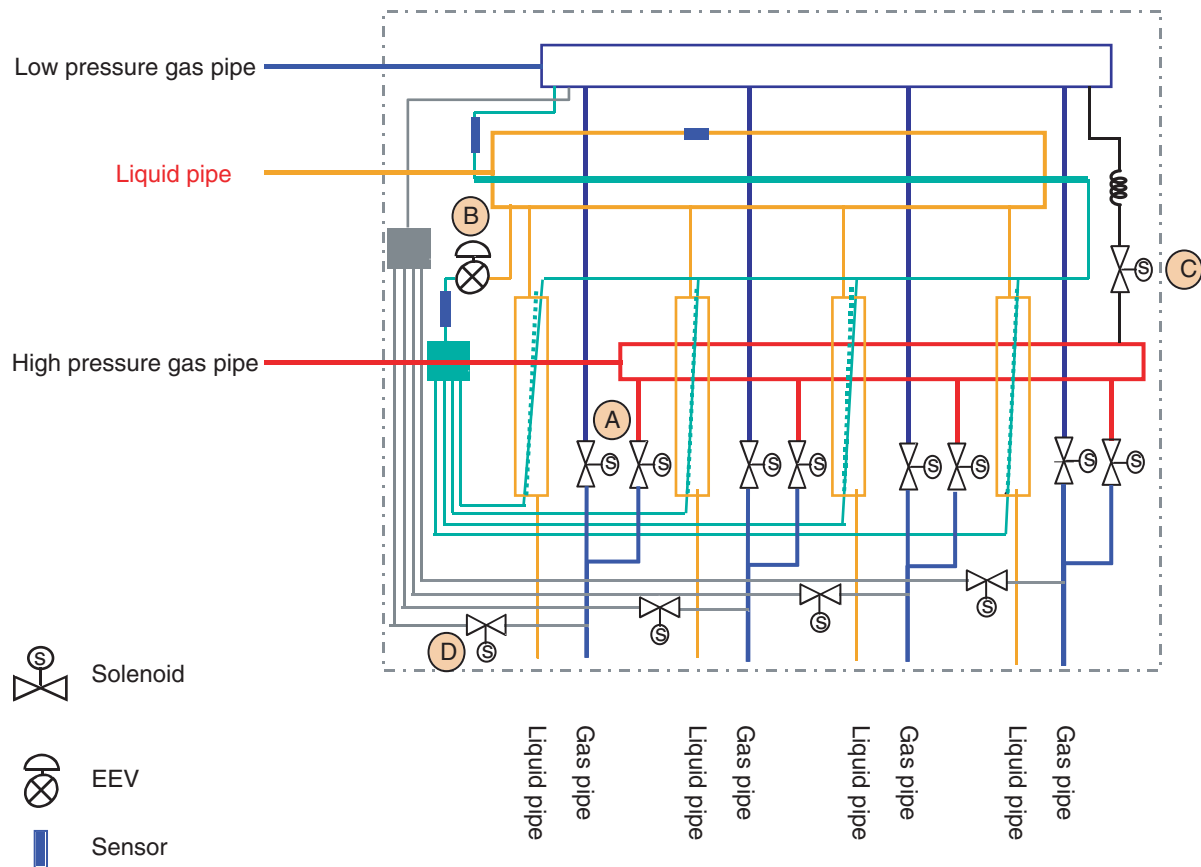 Low pressure gas pipe
Liquid pipe
B
S
C
High pressure gas pipe
A
S
S
S
S
S
S
S
S
S
S
S
S
D
S
S
Solenoid
EEV
Sensor
Liquid pipe
Gas pipe
Liquid pipe
Gas pipe
Liquid pipe
Gas pipe
Liquid pipe
Gas pipe